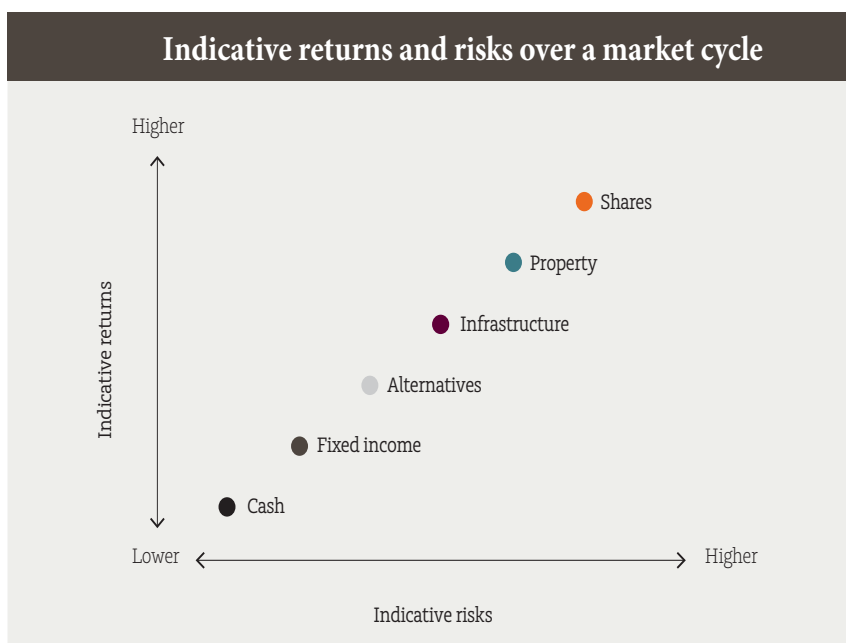 Indicative returns and risks over a market cycle
Higher
Shares
Property
Infrastructure
Indicative returns
Alternatives
Fixed income
Cash
Lower
Higher
Indicative risks